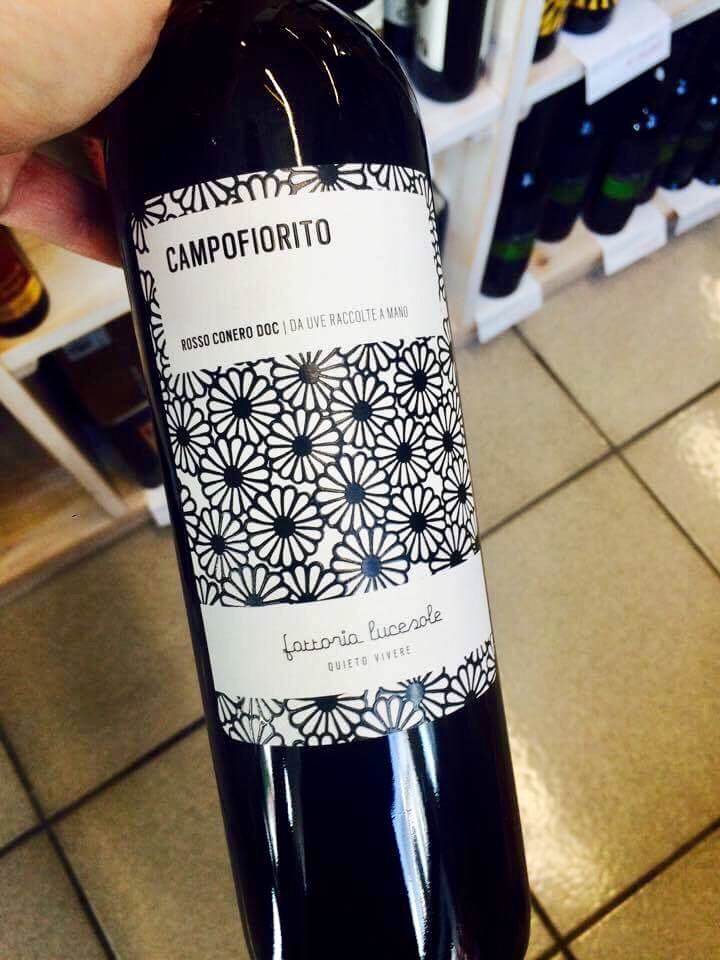 CAMPOFIORITO
ROSSO CONERO DOC | DA UVE RACCOLTE A MANO
fattoria lucesole
QUIETO VIVERE